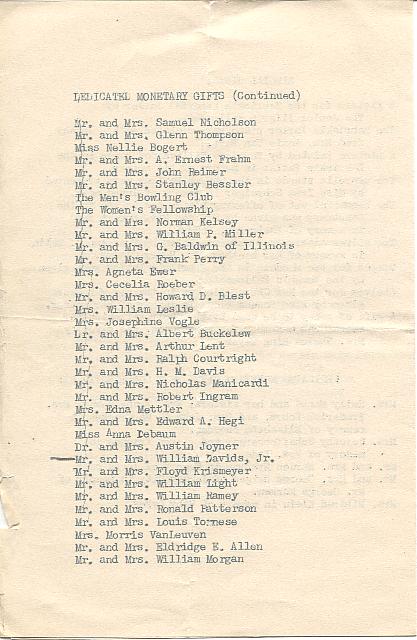 DEDICATED MONETARY GIFTS (Continued)
Mr. and Mrs. Samuel Nicholson
Mr. and Mrs. Glenn Thompson
Miss Nellie Bogert
Mr. and Mrs. A. Ernest Frahm
Mr. and Mrs. John Reimer
Mr. and Mrs. Stanley Hessler
The Men's Bowling Club
The Women's Fellowship
Mr. and Mrs. Norman Kelsey
Mr. and Mrs. William P. Miller
Mr. and Mrs. G. Baldwin of Illinois
Mr. and Mrs. Frank Perry
Mrs. Agneta Ewer
Mrs. Cecelia Roeber
Mr. and Mrs. Howard D. Blest
Mrs. William Leslie
Mrs. Josephine Vogle
Dr. and Mrs. Albert Buckelew
Mr. and Mrs. Arthur Lent
Mr. and Mrs. Ralph Courtright
Mr. and Mrs. H. M. Davis
Mr. and Mrs. Nicholas Manicardi
Mr. and Mrs. Robert Ingram
Mrs. Edna Mettler
Mr. and Mrs. Edward A. Hegi
Miss Anna Debaum
Dr. and Mrs. Austin Joyner
Mr. and Mrs. William Davids, Jr.
Mr. and Mrs. Floyd Krismeyer
Mr. and Mrs. William Light
Mr. and Mrs. William Ramey
Mr. and Mrs. Ronald Patterson
Mr. and Mrs. Louis Tornese
Mrs. Morris VanLeuven
Mr. and Mrs. Eldridge E. Allen
Mr. and Mrs. William Morgan